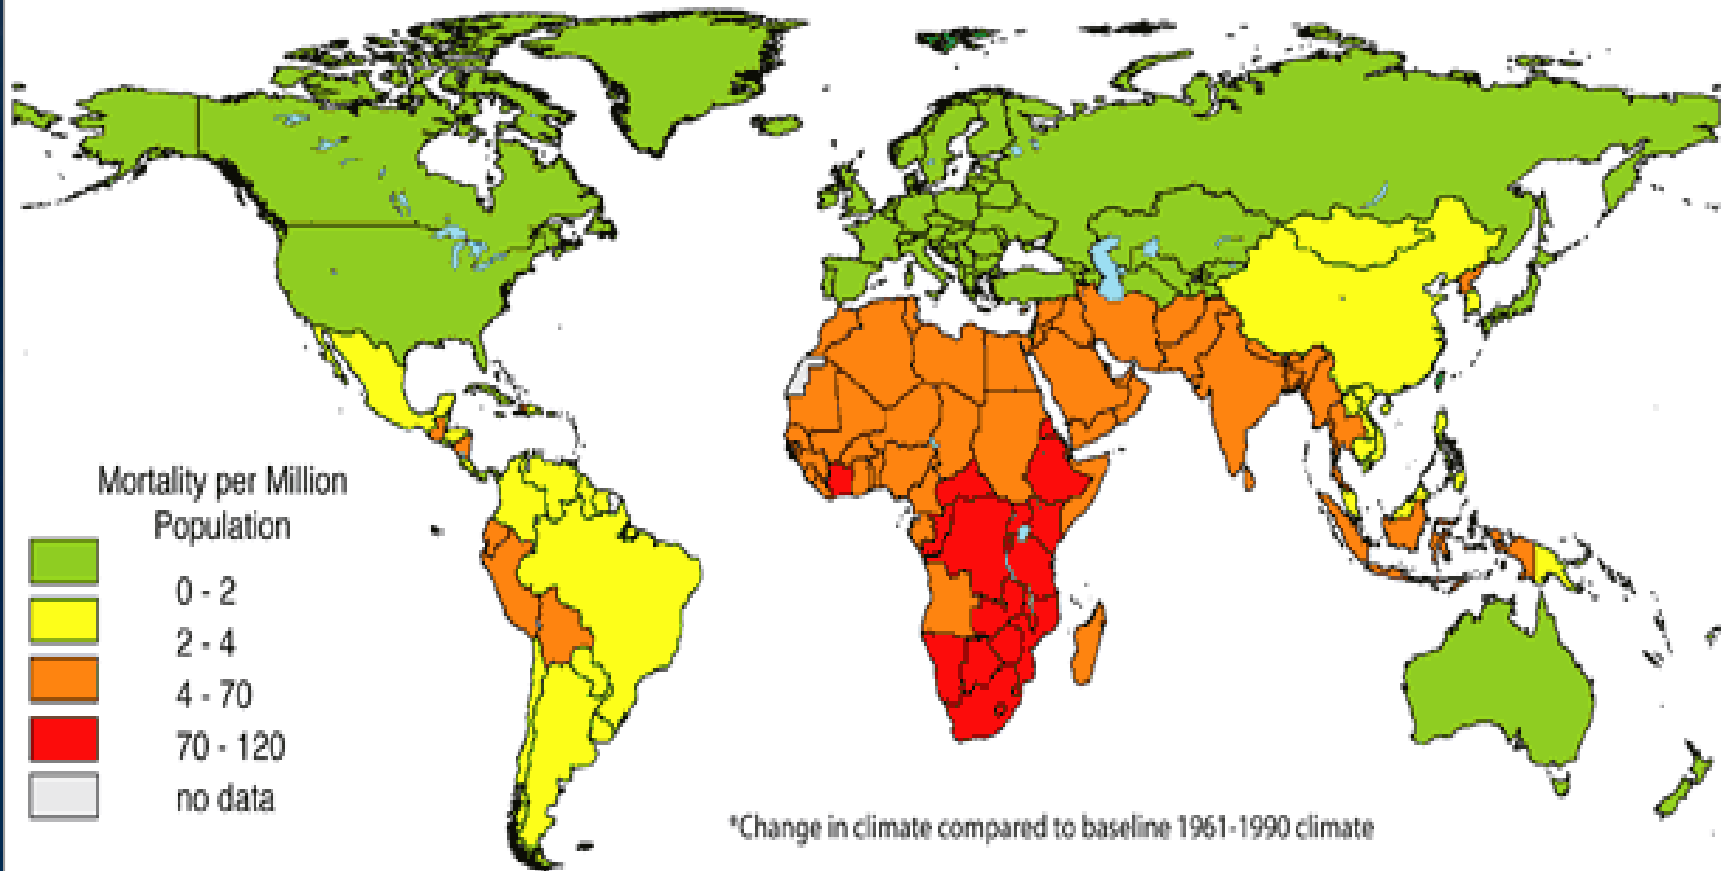 Mortality per Million
Population
0 - 2
2 - 4
4 - 70
70 - 120
no data
*Change in climate compared to baseline 1961-1990 climate